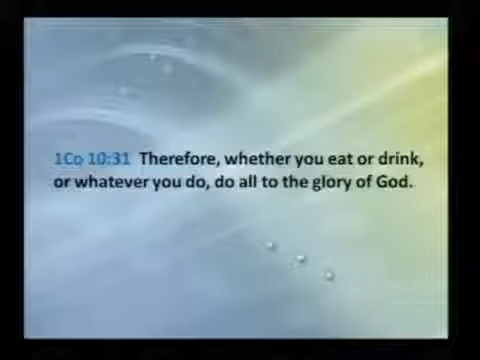 1Co 10:31 Therefore, whether you eat or drink,
or whatever you do, do all to the glory of God.